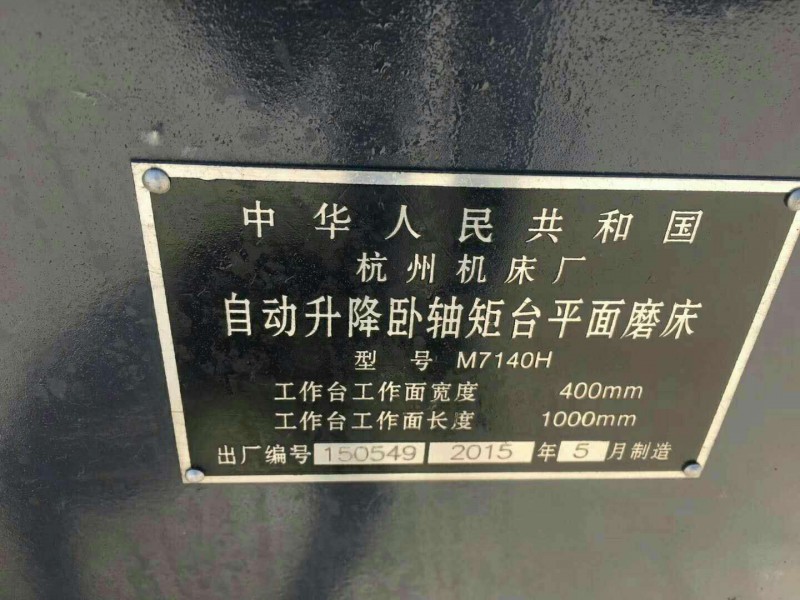 中华人民共和国
杭州机床厂
自动升降卧轴矩台平面磨床
型号 M7140H
工作台工作面宽度 400mm
工作台工作面长度 1000mm
出厂编号 150549 2015 年 5 月制造